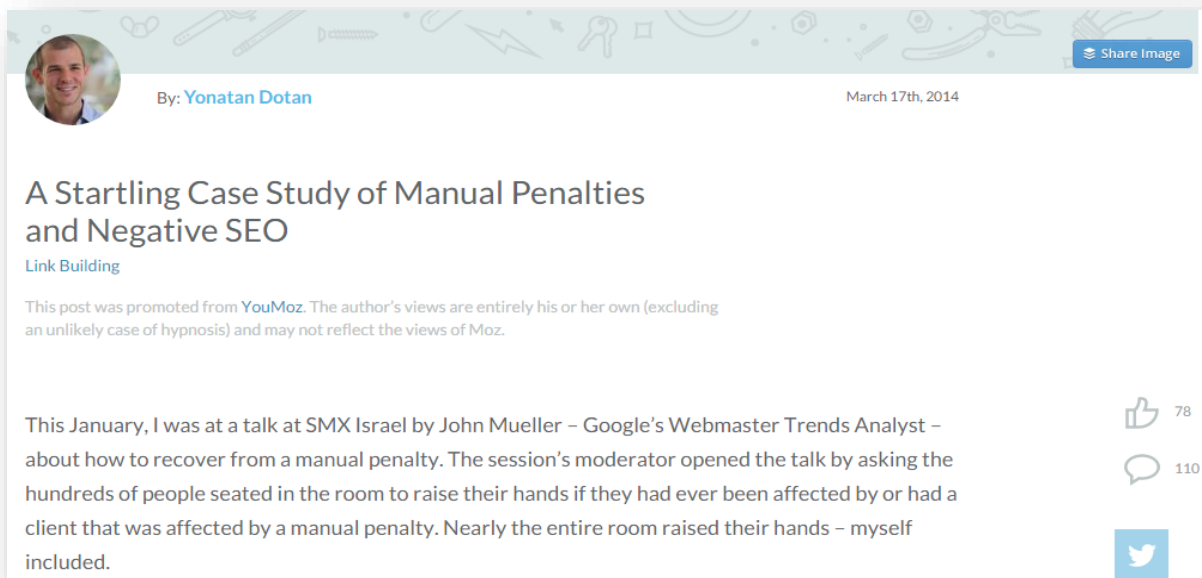 Share Image
By: Yonatan Dotan
March 17th, 2014
A Startling Case Study of Manual Penalties
and Negative SEO
Link Building
This post was promoted from YouMoz. The author's views are entirely his or her own (excluding
an unlikely case of hypnosis) and may not reflect the views of Moz.
This January, I was at a talk at SMX Israel by John Mueller – Google's Webmaster Trends Analyst –
about how to recover from a manual penalty. The session's moderator opened the talk by asking the
hundreds of people seated in the room to raise their hands if they had ever been affected by or had a
client that was affected by a manual penalty. Nearly the entire room raised their hands – myself
included.
78
110